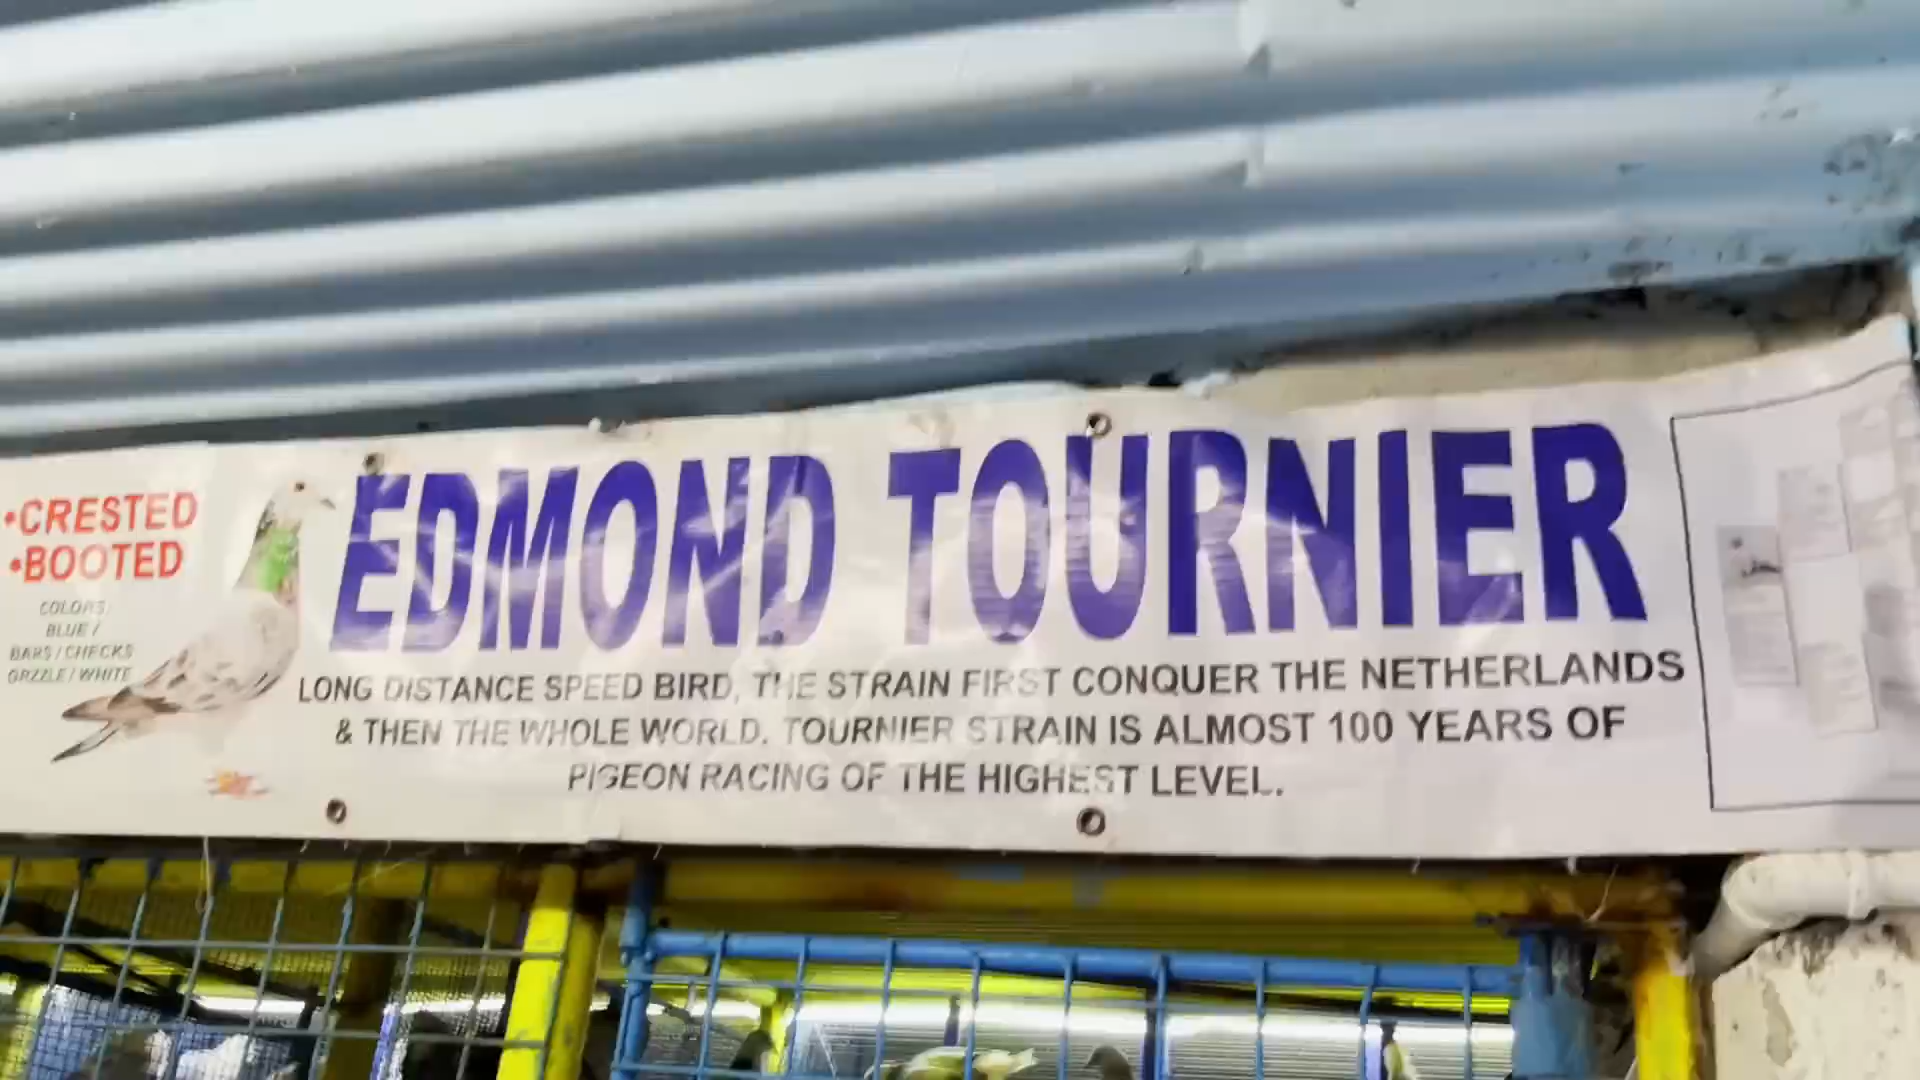 •CRESTED
•BOOTED
COLORS:
BLUE /
BARS / CHECKS
GRZZLE / WHITE
EDMOND TOURNIER
LONG DISTANCE SPEED BIRD, THE STRAIN FIRST CONQUER THE NETHERLANDS
& THEN THE WHOLE WORLD. TOURNIER STRAIN IS ALMOST 100 YEARS OF
PIGEON RACING OF THE HIGHEST LEVEL.